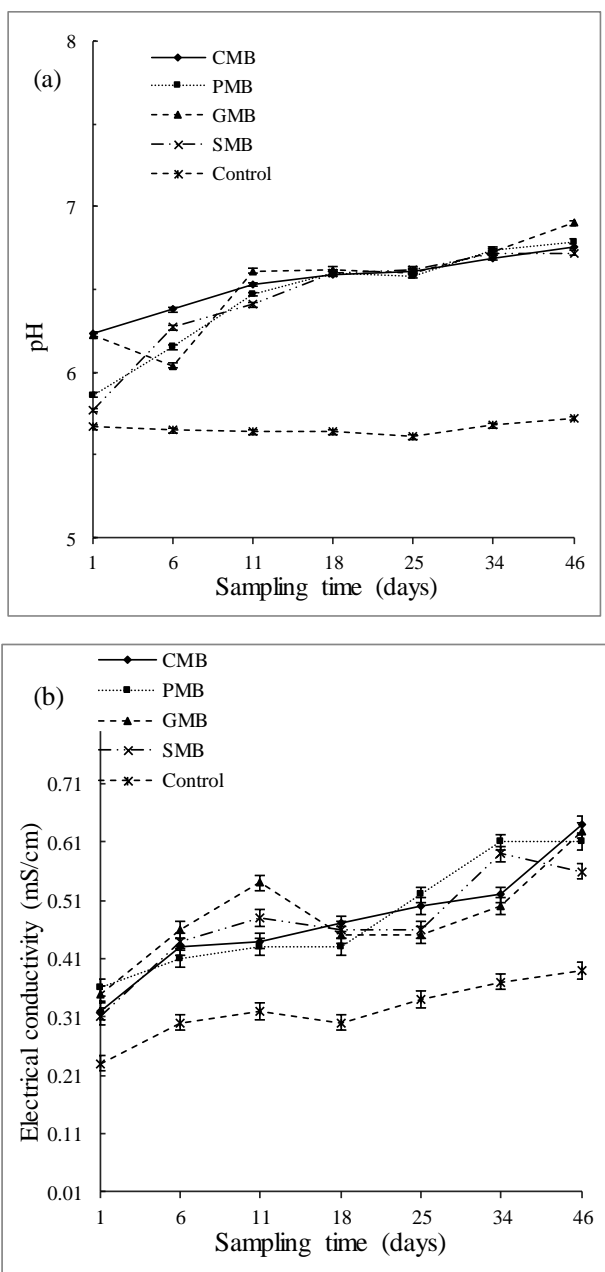 8
(a)
CMB
PMB
GMB
SMB
Control
7
pH
6
5
1 6 11 18 25 34 46
Sampling time (days)
CMB
(b)
PMB
GMB
SMB
Control
0.71
0.61
0.51
0.41
0.31
0.21
0.11
0.01
Electrical conductivity (mS/cm)
1 6 11 18 25 34 46
Sampling time (days)